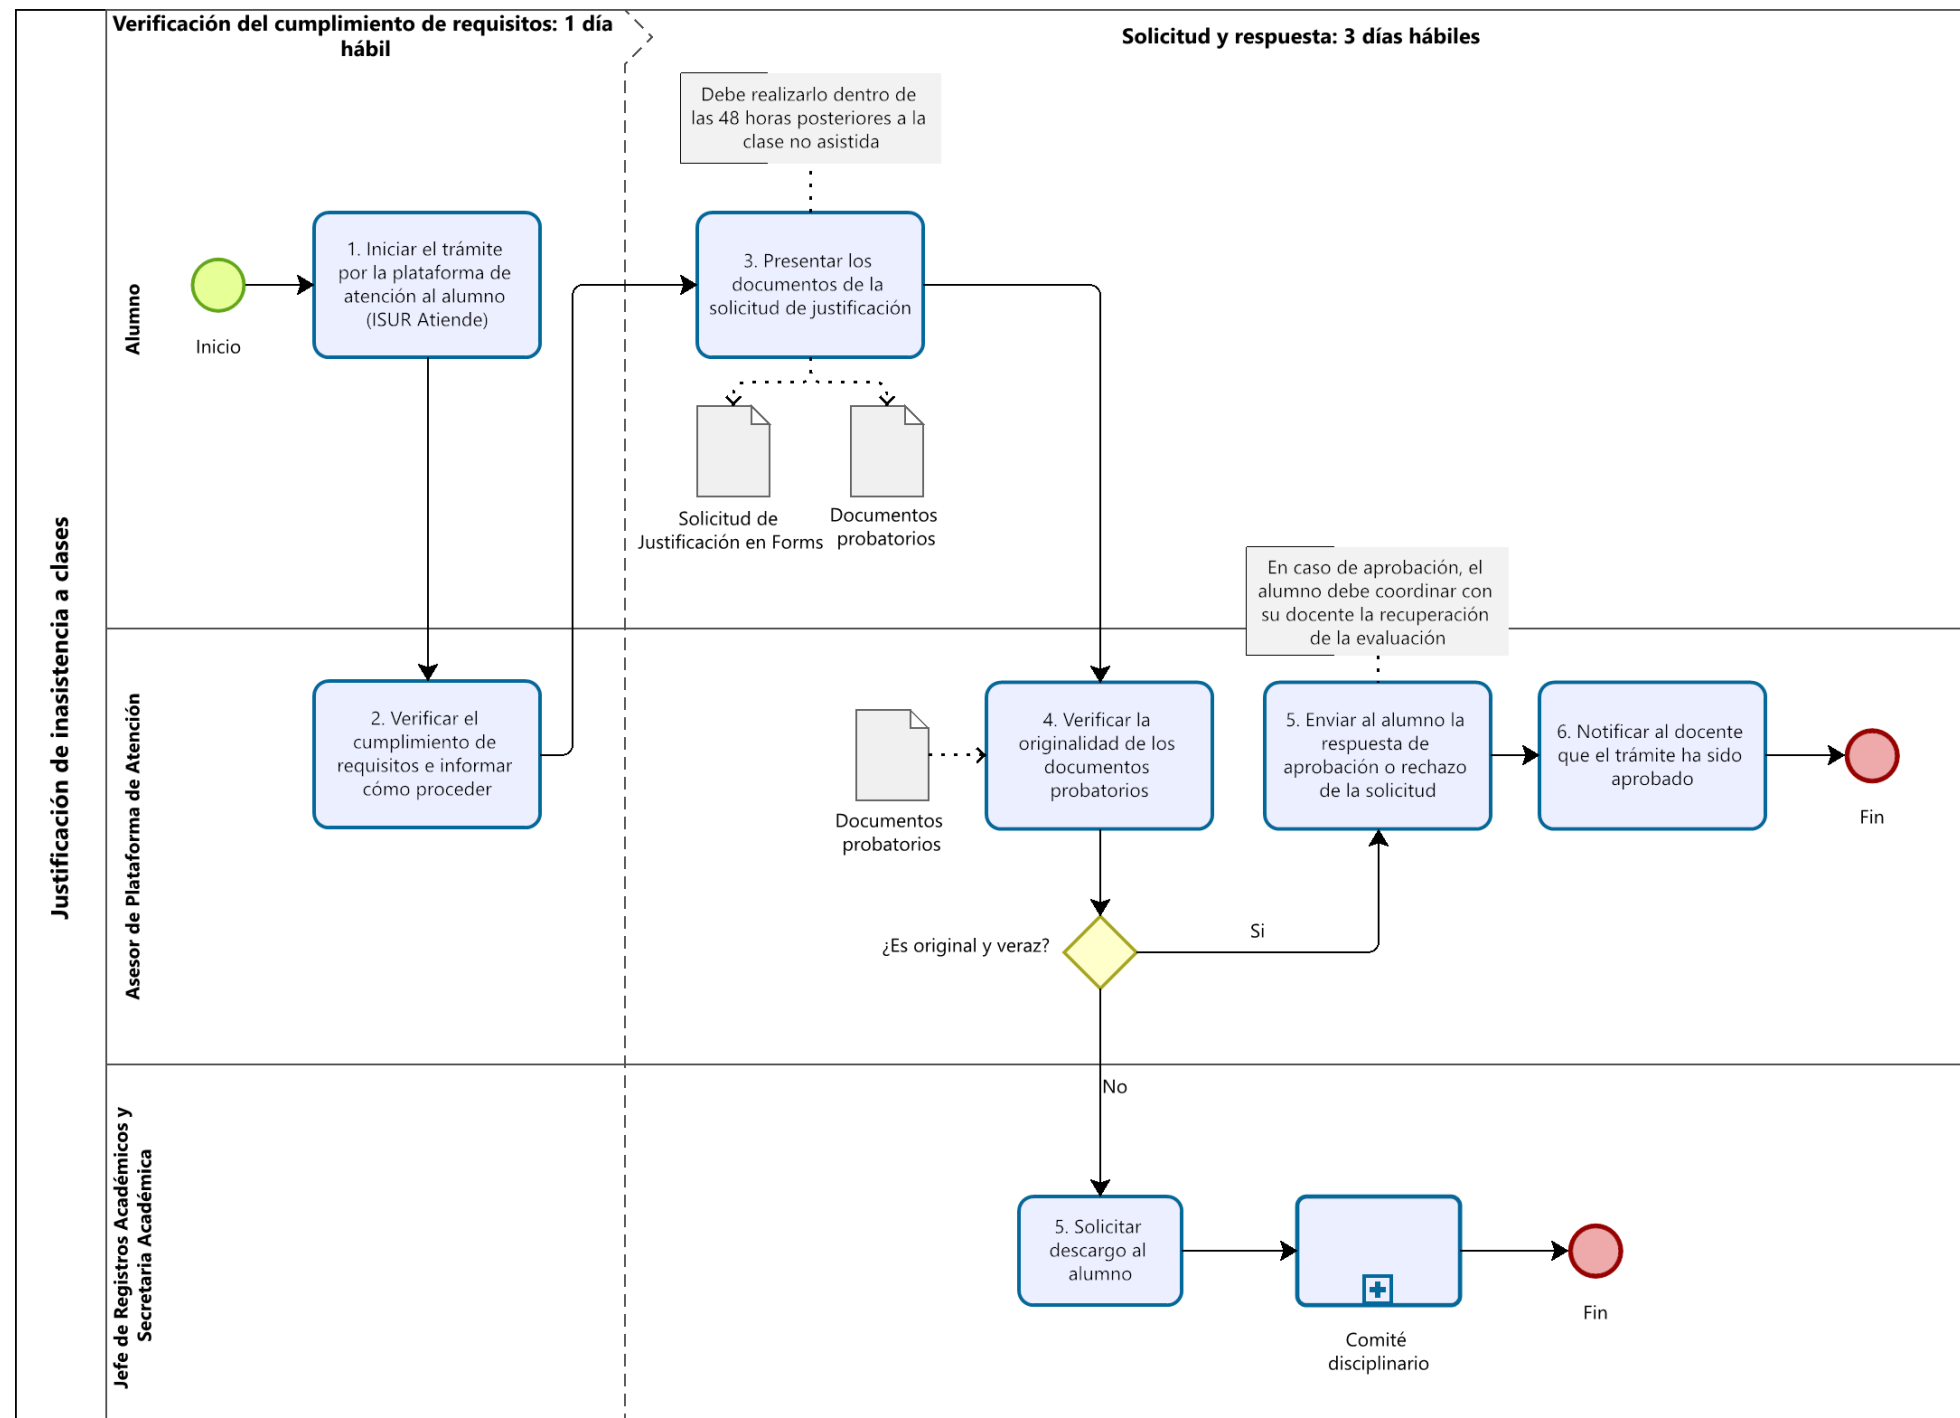 Verificación del cumplimiento de requisitos: 1 día
hábil
Solicitud y respuesta: 3 días hábiles
Justificación de inasistencia a clases
Alumno
Inicio
1. Iniciar el trámite
por la plataforma de
atención al alumno
(ISUR Atiende)
Debe realizarlo dentro de
las 48 horas posteriores a la
clase no asistida
3. Presentar los
documentos de la
solicitud de justificación
Solicitud de
Justificación en Forms
Documentos
probatorios
Asesor de Plataforma de Atención
2. Verificar el
cumplimiento de
requisitos e informar
cómo proceder
Documentos
probatorios
4. Verificar la
originalidad de los
documentos
probatorios
¿Es original y veraz?
Si
No
En caso de aprobación, el
alumno debe coordinar con
su docente la recuperación
de la evaluación
5. Enviar al alumno la
respuesta de
aprobación o rechazo
de la solicitud
6. Notificar al docente
que el trámite ha sido
aprobado
Fin
Jefe de Registros Académicos y
Secretaria Académica
5. Solicitar
descargo al
alumno
Comité
disciplinario
Fin